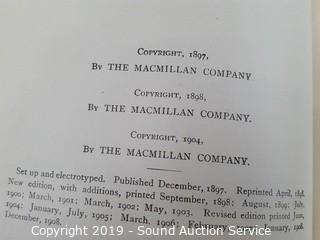 COPYRIGHT, 1897,
BY THE MACMILLAN COMPANY
COPYRIGHT, 1898,
BY THE MACMILLAN COMPANY.
COPYRIGHT, 1904,
BY THE MACMILLAN COMPANY.
Set up and electrotyped. Published December, 1897. Reprinted April, 1898.
New edition, with additions, printed September, 1898; August, 1899; July,
1900; March, 1901; March, 1902; May, 1903. Revised edition printed June,
1904; January, July, 1905; March, 1906; February, 1908;
December, 1908.
Copyright 2019 - Sound Auction Service